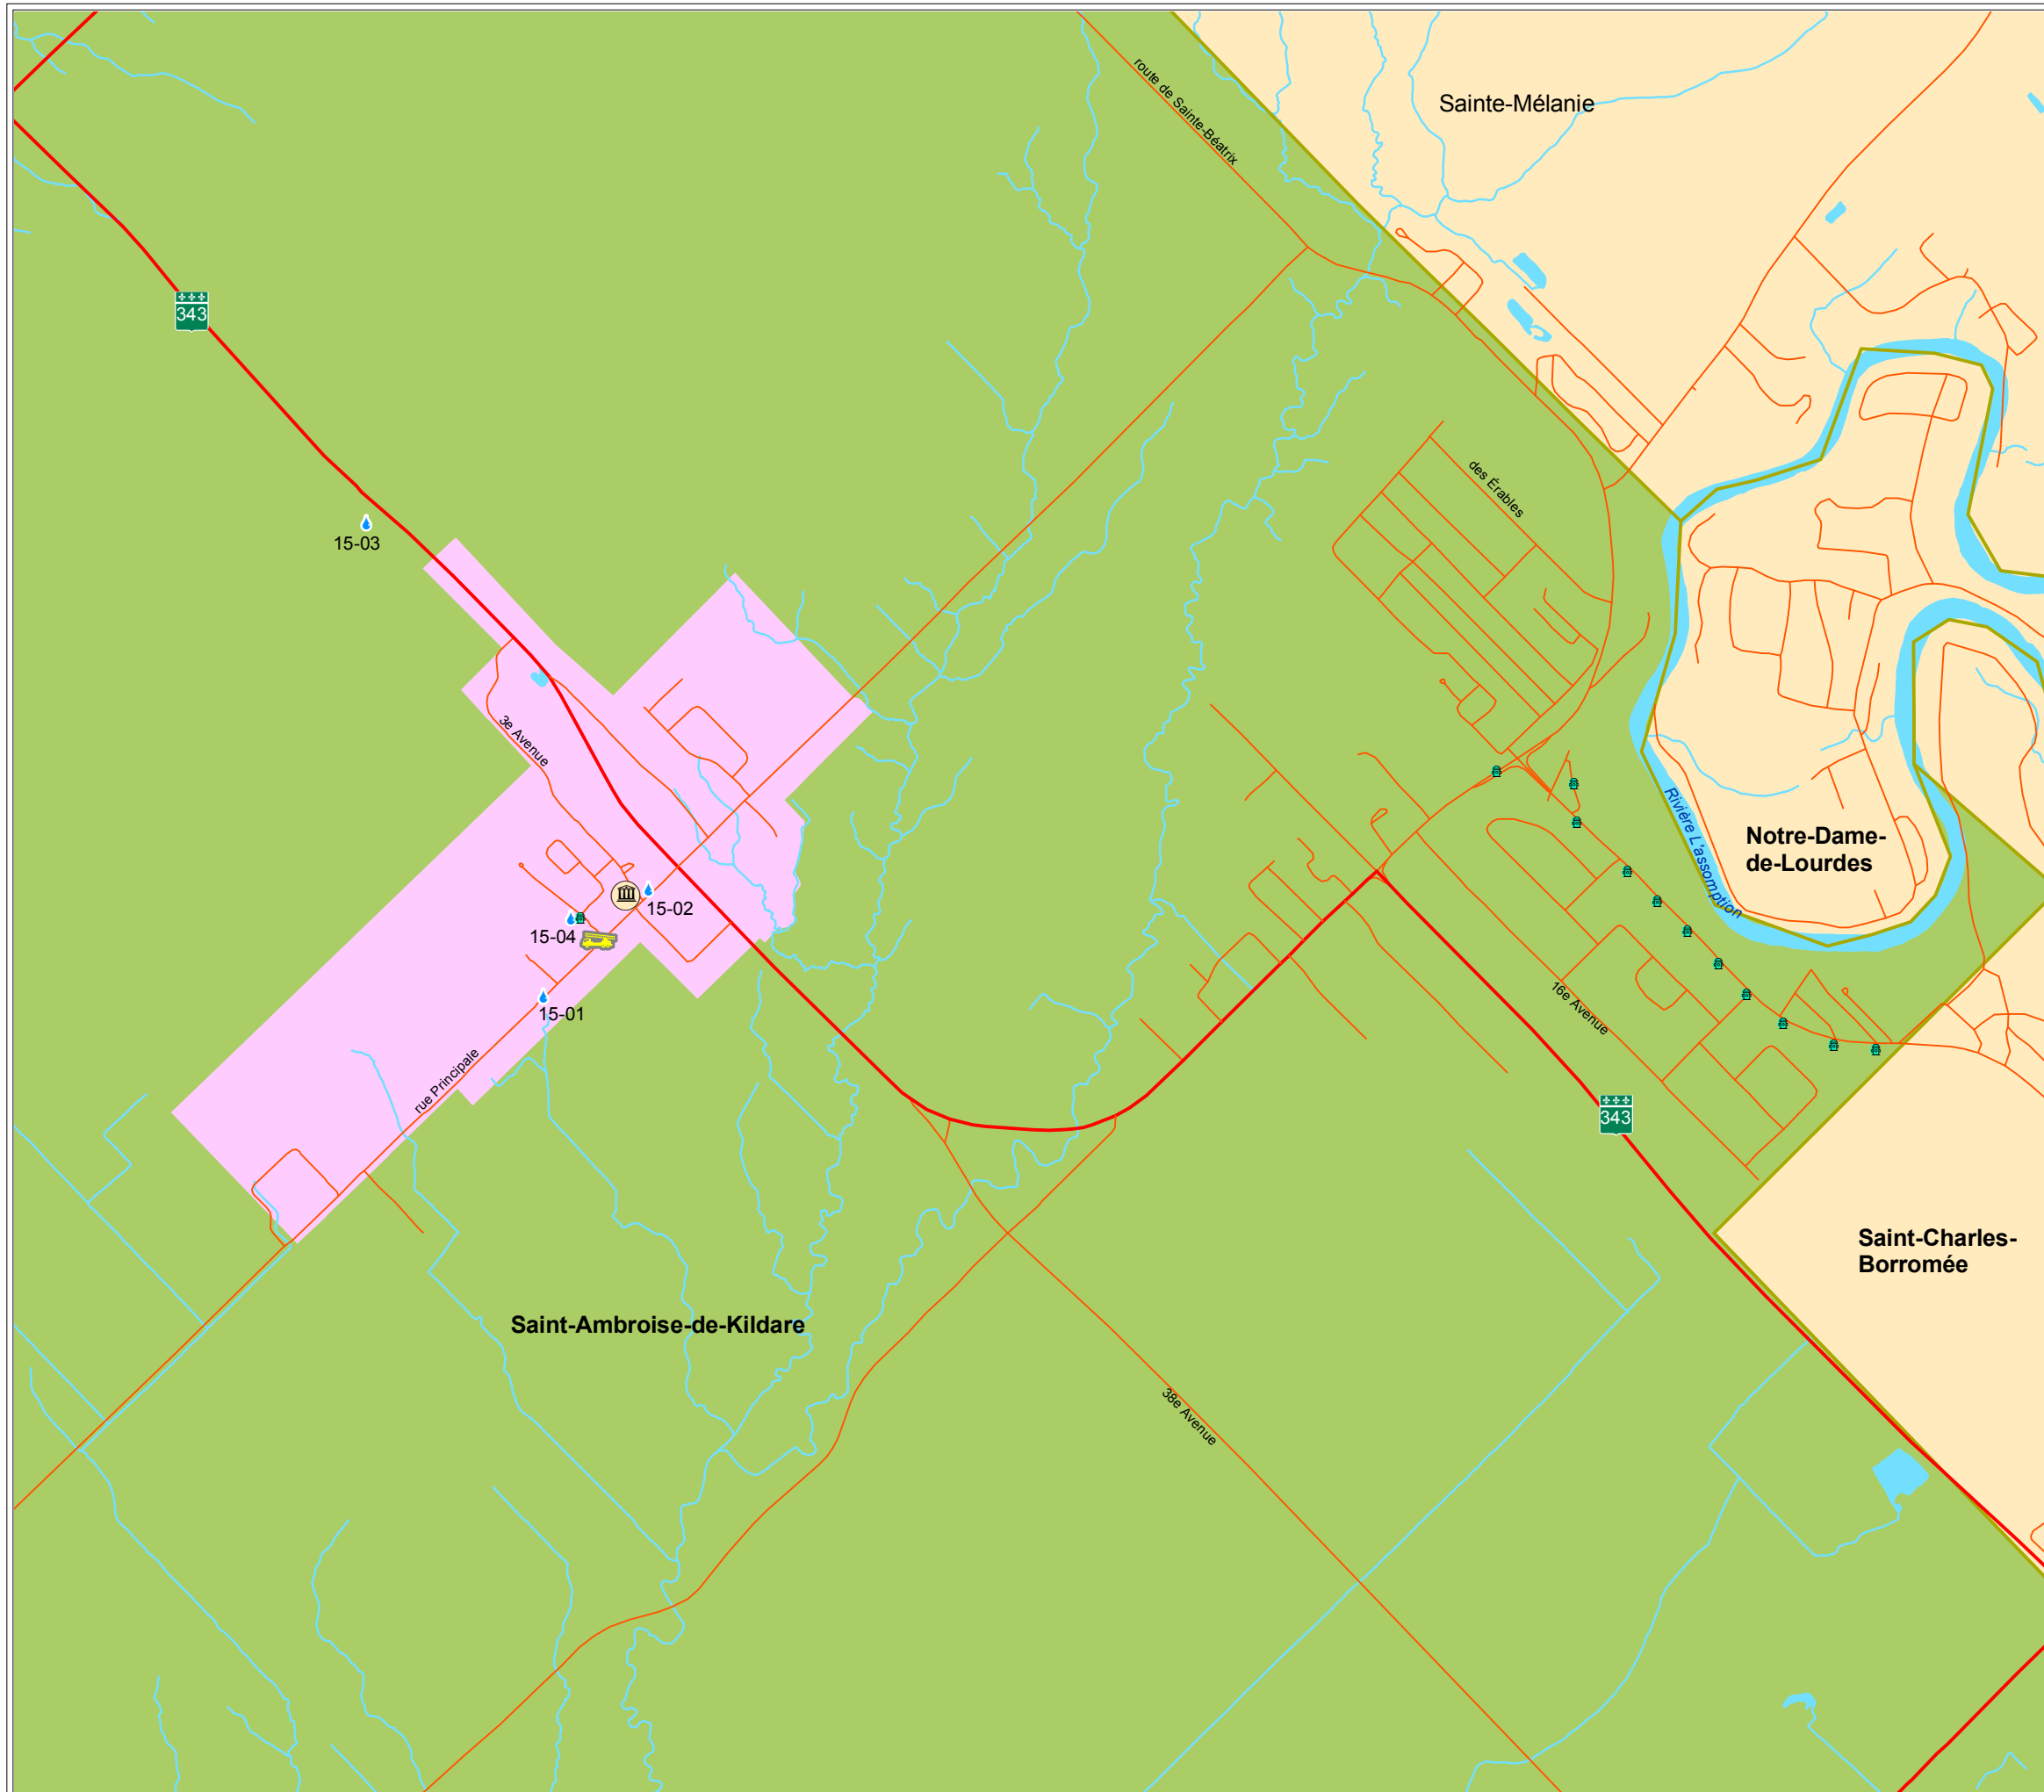 route de Sainte-Béatrix
Sainte-Mélanie
343
des Érables
15-03
3e Avenue
Rivière L'assomption
Notre-Dame-
de-Lourdes
15-02
15-04
15-01
16e Avenue
rue Principale
343
Saint-Charles-
Borromée
Saint-Ambroise-de-Kildare
38e Avenue